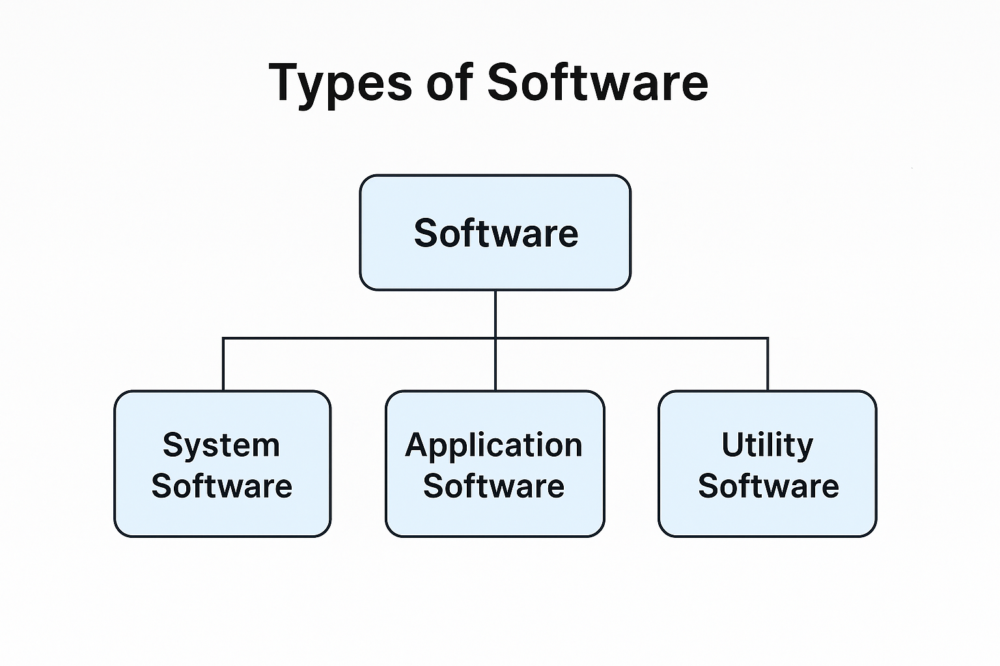 Types of Software
Software
System
Software
Application
Software
Utility
Software